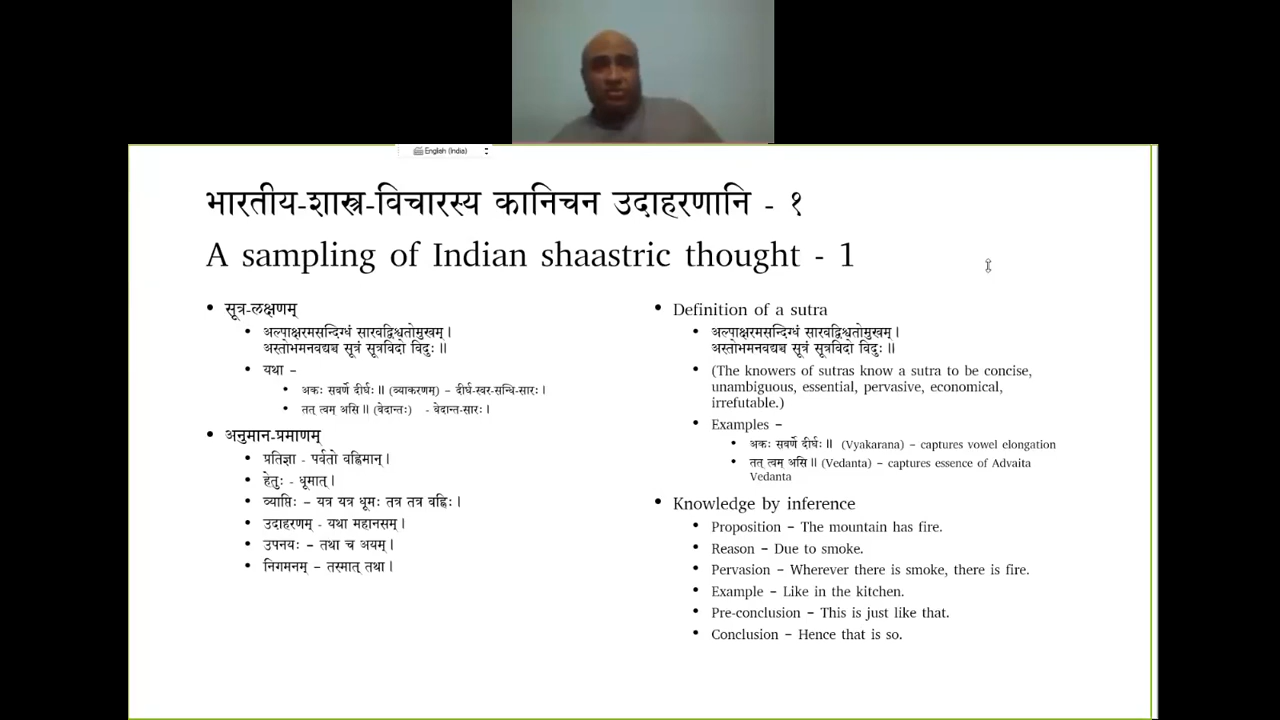 English (India)
भारतीय-शास्त्र-विचारस्य कानिचन उदाहरणानि - १
A sampling of Indian shaastric thought - 1
• सूत्र-लक्षणम्
• अल्पाक्षरमसन्दिग्धं सारवद्विश्वतोमुखम् ।
अस्तोभमनवद्यञ्च सूत्रं सूत्रविदो विदुः ॥
• यथा –
• अकः सवर्णे दीर्घः ॥ (व्याकरणम्) – दीर्घ-स्वर-सन्धि-सारः ।
• तत् त्वम् असि ॥ (वेदान्तः) - वेदान्त-सारः ।
• अनुमान-प्रमाणम्
• प्रतिज्ञा - पर्वतो वह्निमान् ।
• हेतुः - धूमात् ।
• व्याप्तिः – यत्र यत्र धूमः तत्र तत्र वह्निः ।
• उदाहरणम् - यथा महानसम् ।
• उपनयः – तथा च अयम् ।
• निगमनम् – तस्मात् तथा ।
• Definition of a sutra
• अल्पाक्षरमसन्दिग्धं सारवद्विश्वतोमुखम् ।
अस्तोभमनवद्यञ्च सूत्रं सूत्रविदो विदुः ॥
• (The knowers of sutras know a sutra to be concise,
unambiguous, essential, pervasive, economical,
irrefutable.)
• Examples –
• अकः सवर्णे दीर्घः ॥ (Vyakarana) – captures vowel elongation
• तत् त्वम् असि ॥ (Vedanta) – captures essence of Advaita
Vedanta
• Knowledge by inference
• Proposition – The mountain has fire.
• Reason – Due to smoke.
• Pervasion – Wherever there is smoke, there is fire.
• Example – Like in the kitchen.
• Pre-conclusion – This is just like that.
• Conclusion – Hence that is so.